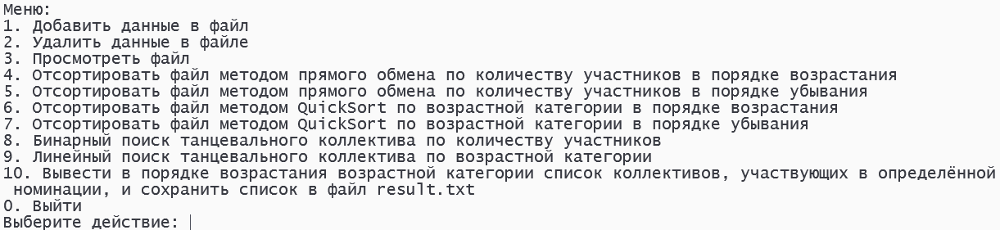 Меню:
1. Добавить данные в файл
2. Удалить данные в файле
3. Просмотреть файл
4. Отсортировать файл методом прямого обмена по количеству участников в порядке возрастания
5. Отсортировать файл методом прямого обмена по количеству участников в порядке убывания
6. Отсортировать файл методом QuickSort по возрастной категории в порядке возрастания
7. Отсортировать файл методом QuickSort по возрастной категории в порядке убывания
8. Бинарный поиск танцевального коллектива по количеству участников
9. Линейный поиск танцевального коллектива по возрастной категории
10. Вывести в порядке возрастания возрастной категории список коллективов, участвующих в определённой
номинации, и сохранить список в файл result.txt
0. Выйти
Выберите действие: